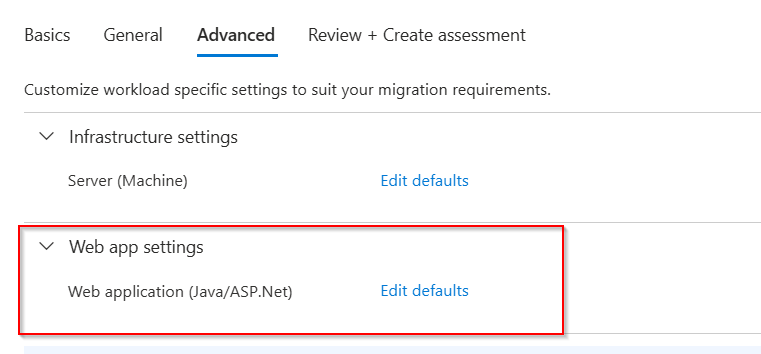 Basics General Advanced Review + Create assessment
Customize workload specific settings to suit your migration requirements.
Infrastructure settings
Server (Machine) Edit defaults
Web app settings
Web application (Java/ASP.Net) Edit defaults